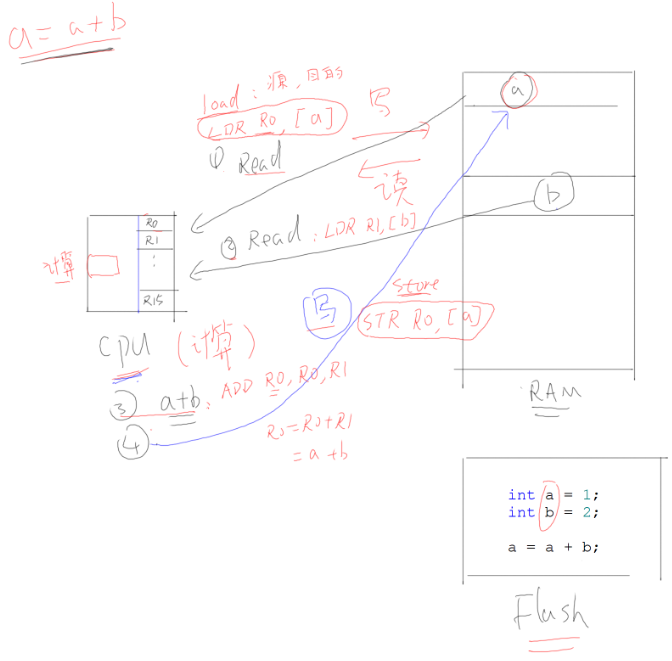 a = a + b
load : 源, 目的
LDR R0, [a]
写
① Read
读
② Read : LDR R1, [b]
a
b
R0
R1
⋮
R15
计算
cpu (计算)
写
store
STR R0, [a]
③ a+b : ADD R0, R0, R1
④
R0 = R0 + R1
= a + b
RAM
int a = 1;
int b = 2;
a = a + b;
Flash